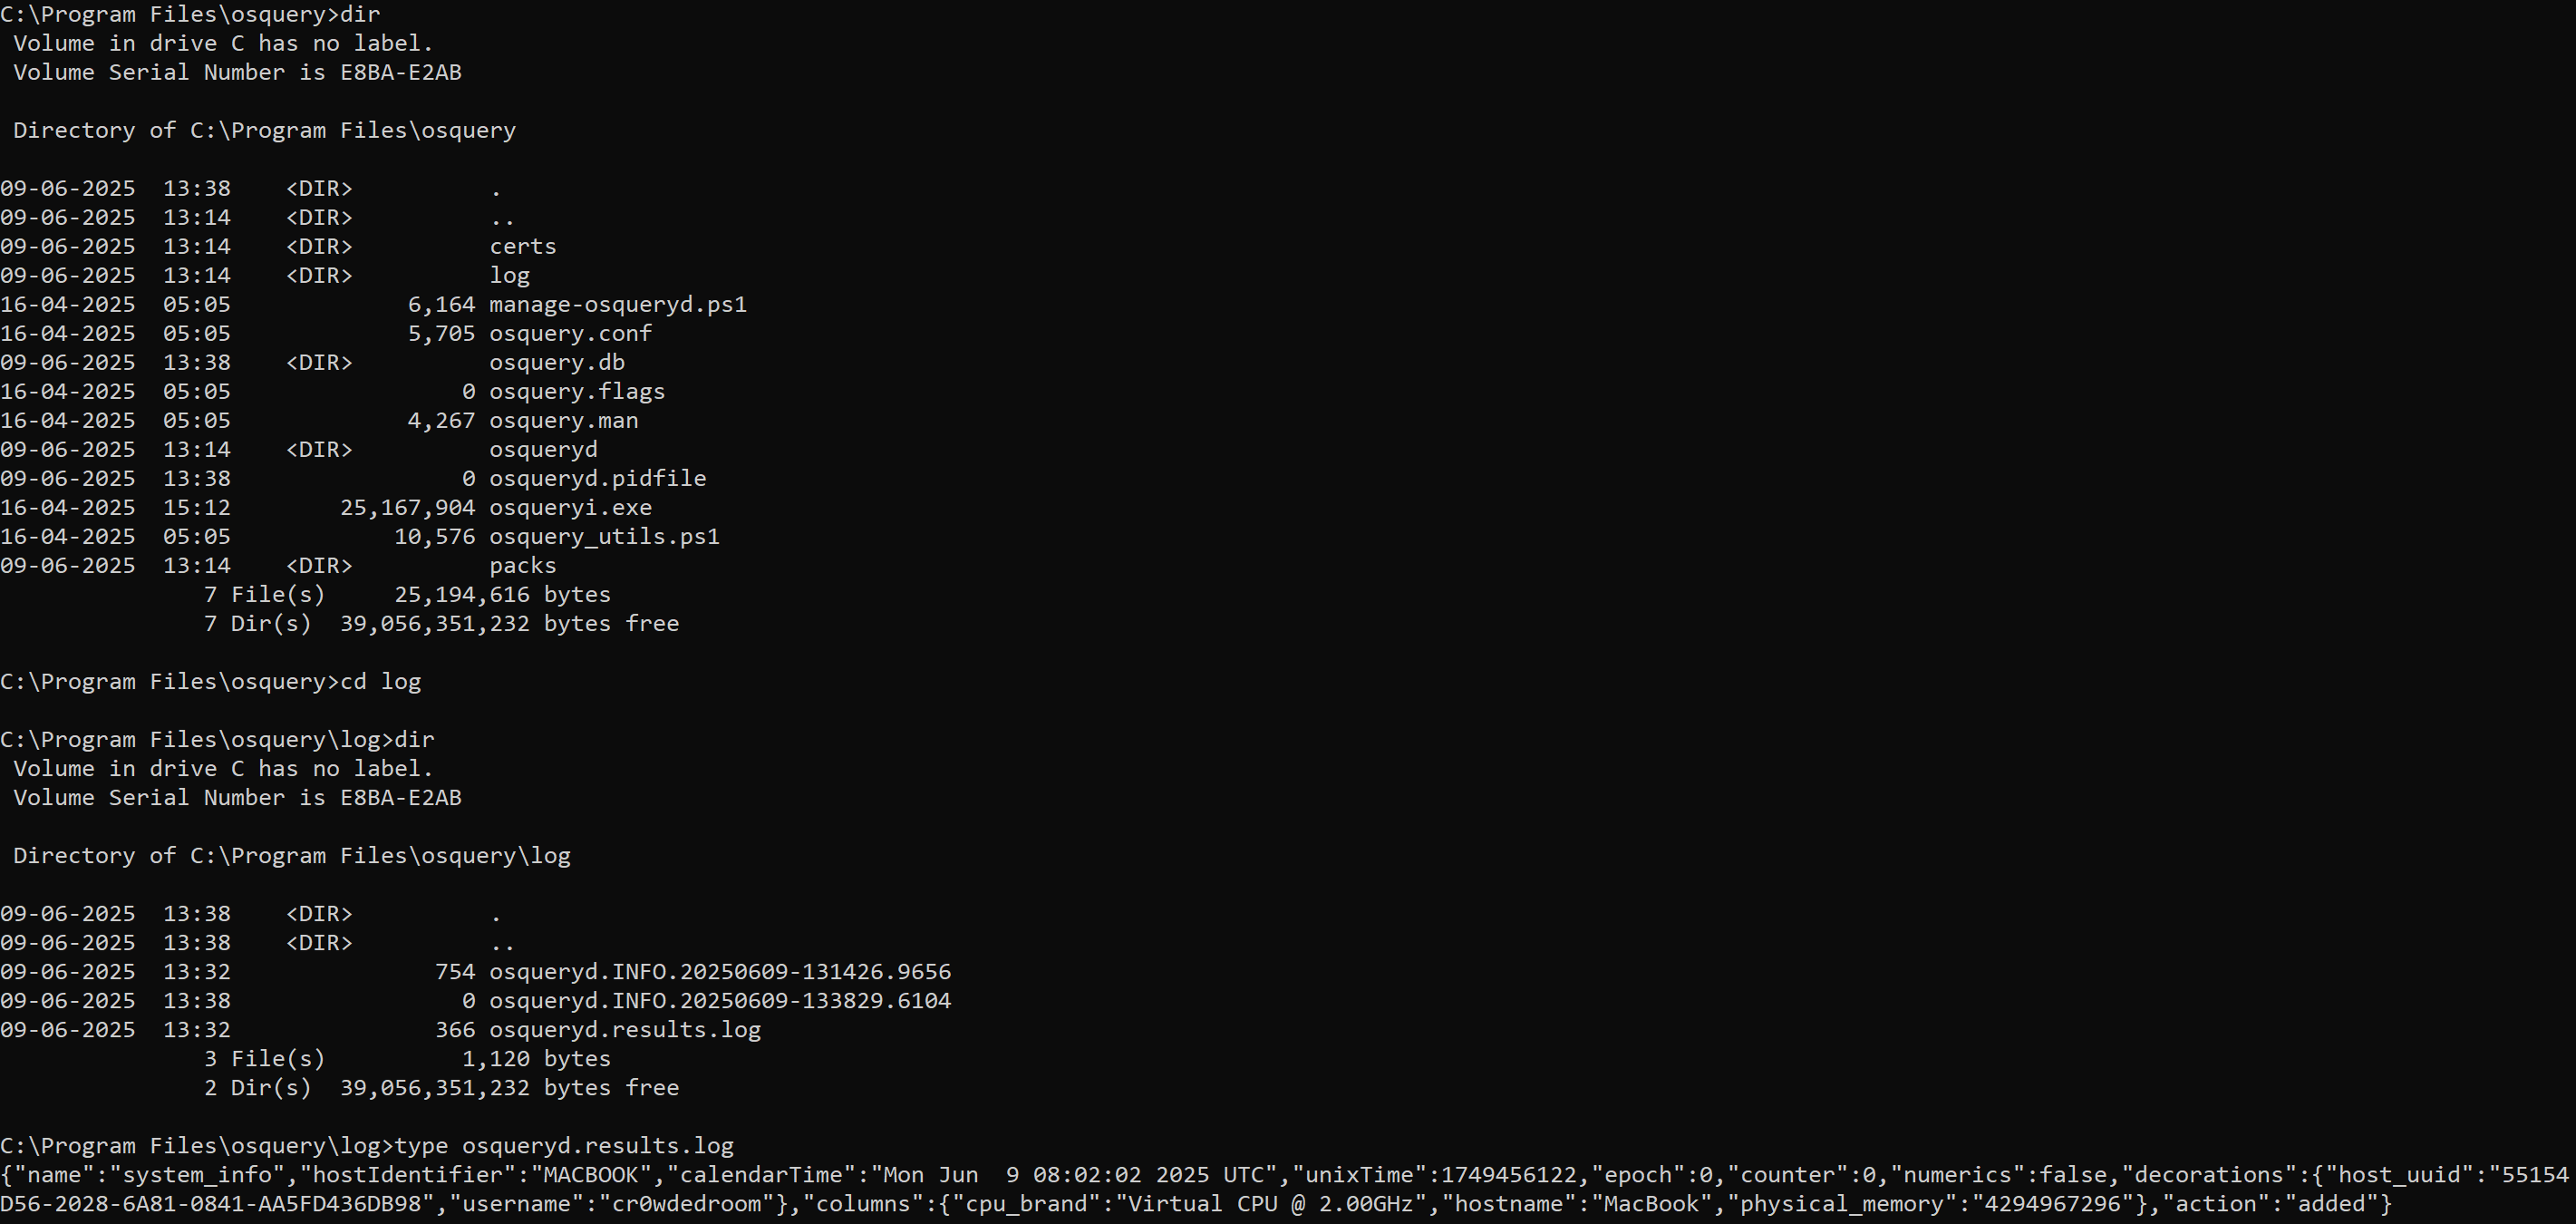 C:\Program Files\osquery>dir
 Volume in drive C has no label.
 Volume Serial Number is E8BA-E2AB

 Directory of C:\Program Files\osquery

09-06-2025  13:38    <DIR>          .
09-06-2025  13:14    <DIR>          ..
09-06-2025  13:14    <DIR>          certs
09-06-2025  13:14    <DIR>          log
16-04-2025  05:05             6,164 manage-osqueryd.ps1
16-04-2025  05:05             5,705 osquery.conf
09-06-2025  13:38    <DIR>          osquery.db
16-04-2025  05:05                 0 osquery.flags
16-04-2025  05:05             4,267 osquery.man
09-06-2025  13:14    <DIR>          osqueryd
09-06-2025  13:38                 0 osqueryd.pidfile
16-04-2025  15:12        25,167,904 osqueryi.exe
16-04-2025  05:05            10,576 osquery_utils.ps1
09-06-2025  13:14    <DIR>          packs
               7 File(s)     25,194,616 bytes
               7 Dir(s)  39,056,351,232 bytes free

C:\Program Files\osquery>cd log

C:\Program Files\osquery\log>dir
 Volume in drive C has no label.
 Volume Serial Number is E8BA-E2AB

 Directory of C:\Program Files\osquery\log

09-06-2025  13:38    <DIR>          .
09-06-2025  13:38    <DIR>          ..
09-06-2025  13:32               754 osqueryd.INFO.20250609-131426.9656
09-06-2025  13:38                 0 osqueryd.INFO.20250609-133829.6104
09-06-2025  13:32               366 osqueryd.results.log
               3 File(s)          1,120 bytes
               2 Dir(s)  39,056,351,232 bytes free

C:\Program Files\osquery\log>type osqueryd.results.log
{"name":"system_info","hostIdentifier":"MACBOOK","calendarTime":"Mon Jun  9 08:02:02 2025 UTC","unixTime":1749456122,"epoch":0,"counter":0,"numerics":false,"decorations":{"host_uuid":"55154
D56-2028-6A81-0841-AA5FD436DB98","username":"cr0wdedroom"},"columns":{"cpu_brand":"Virtual CPU @ 2.00GHz","hostname":"MacBook","physical_memory":"4294967296"},"action":"added"}